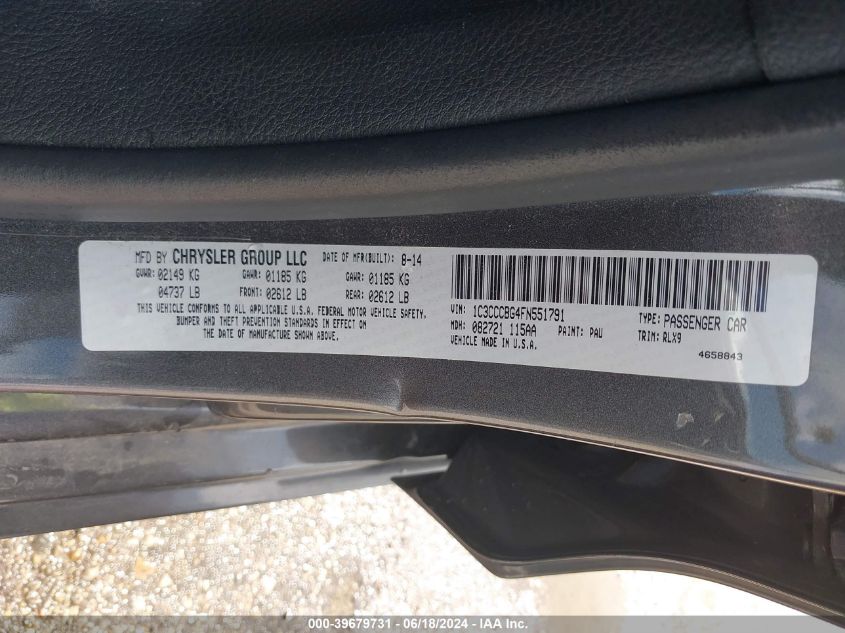 MFD BY CHRYSLER GROUP LLC DATE OF MFR(BUILT): 8-14
GVWR: 02149 KG GAWR: 01185 KG GAWR: 01185 KG
04737 LB FRONT: 02612 LB REAR: 02612 LB
THIS VEHICLE CONFORMS TO ALL APPLICABLE U.S.A. FEDERAL MOTOR VEHICLE SAFETY,
BUMPER AND THEFT PREVENTION STANDARDS IN EFFECT ON
THE DATE OF MANUFACTURE SHOWN ABOVE.
VIN: 1C3CCCBG4FN551791 TYPE: PASSENGER CAR
MDH: 082721 115AA PAINT: PAU TRIM: RLX9
VEHICLE MADE IN U.S.A. 4658843
000-39679731 - 06/18/2024 - IAA Inc.